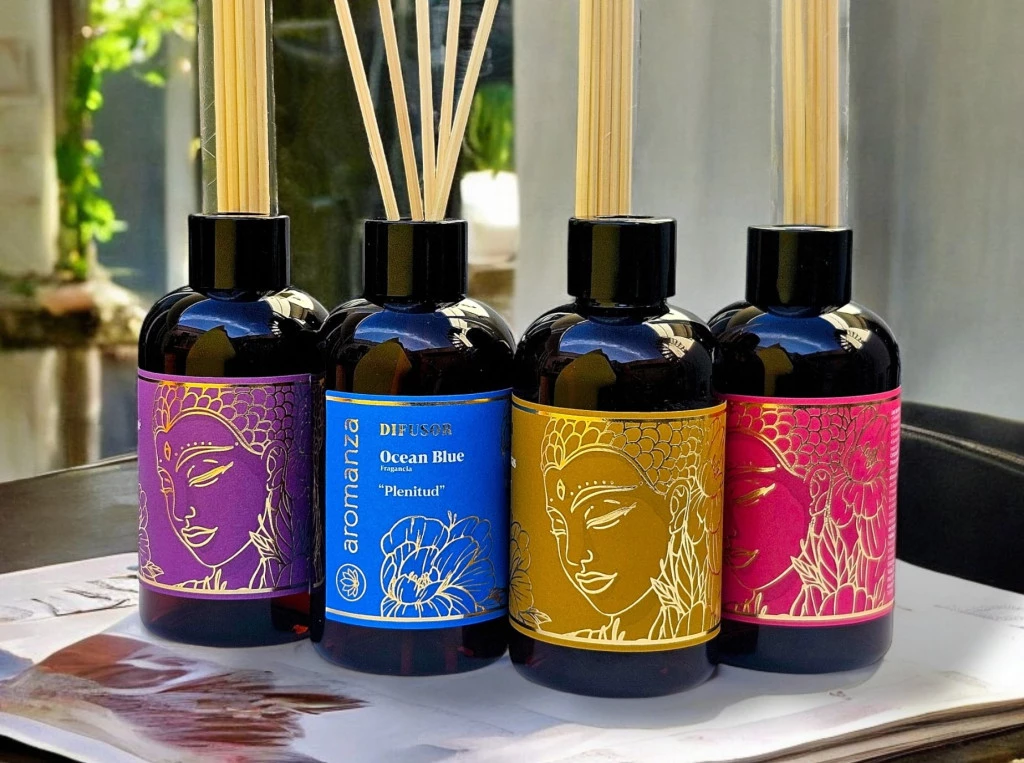 aromanza
DIFUSOR
Ocean Blue
Fragancia
“Plenitud”